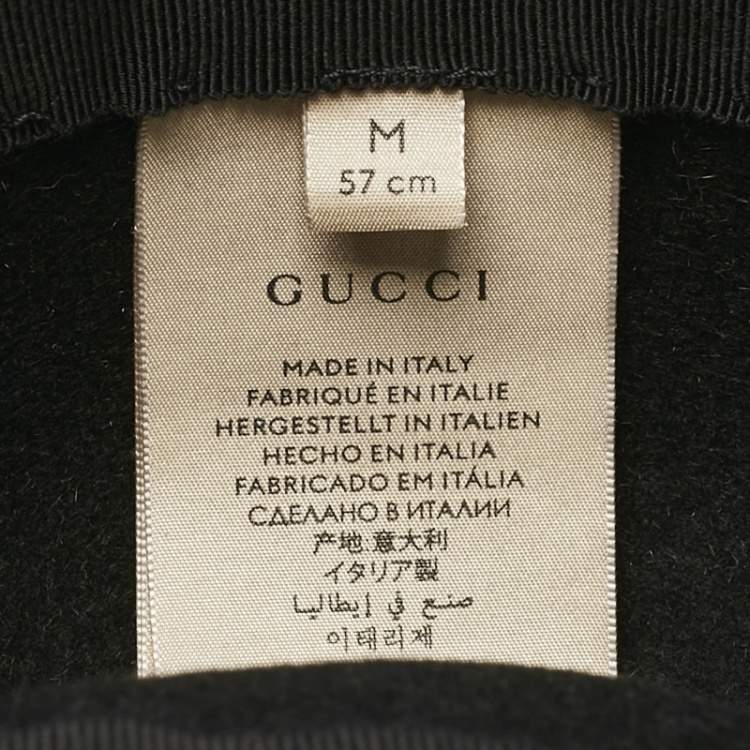 M
57 cm
GUCCI
MADE IN ITALY
FABRIQUÉ EN ITALIE
HERGESTELLT IN ITALIEN
HECHO EN ITALIA
FABRICADO EM ITÁLIA
СДЕЛАНО В ИТАЛИИ
产地:意大利
イタリア製
صنع في إيطاليا
이태리제